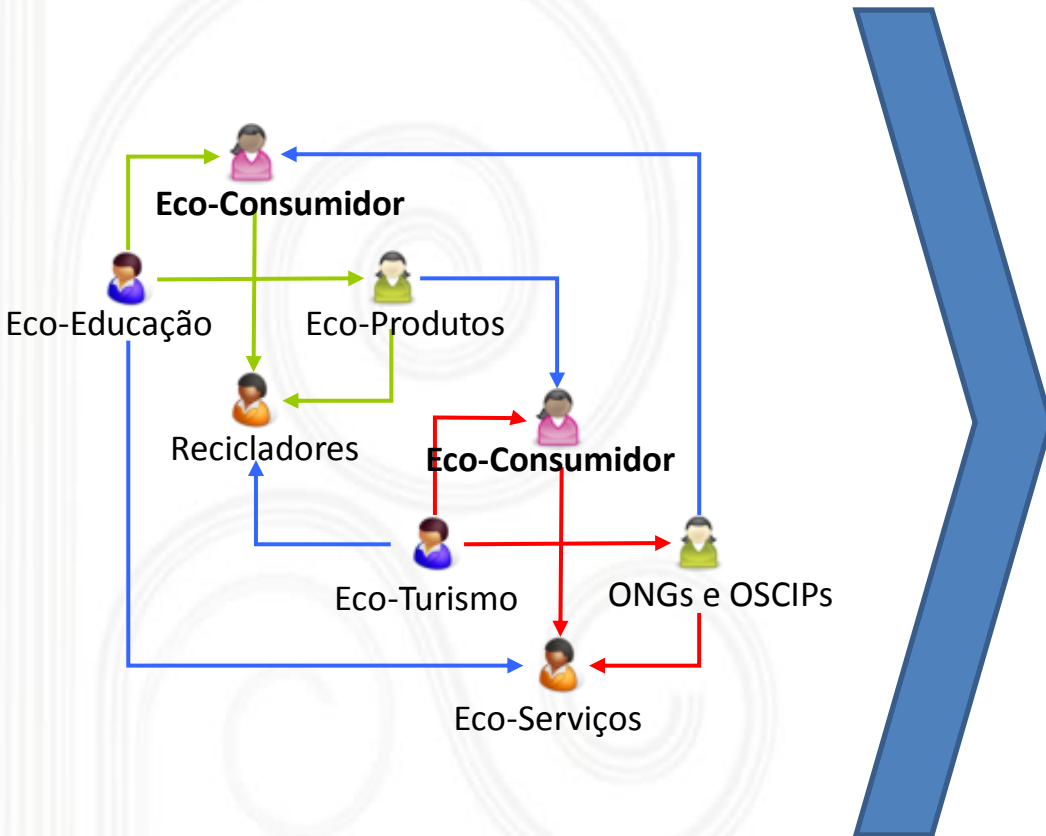 Eco-Consumidor
Eco-Educação
Eco-Produtos
Recicladores
Eco-Consumidor
Eco-Turismo
ONGs e OSCIPs
Eco-Serviços